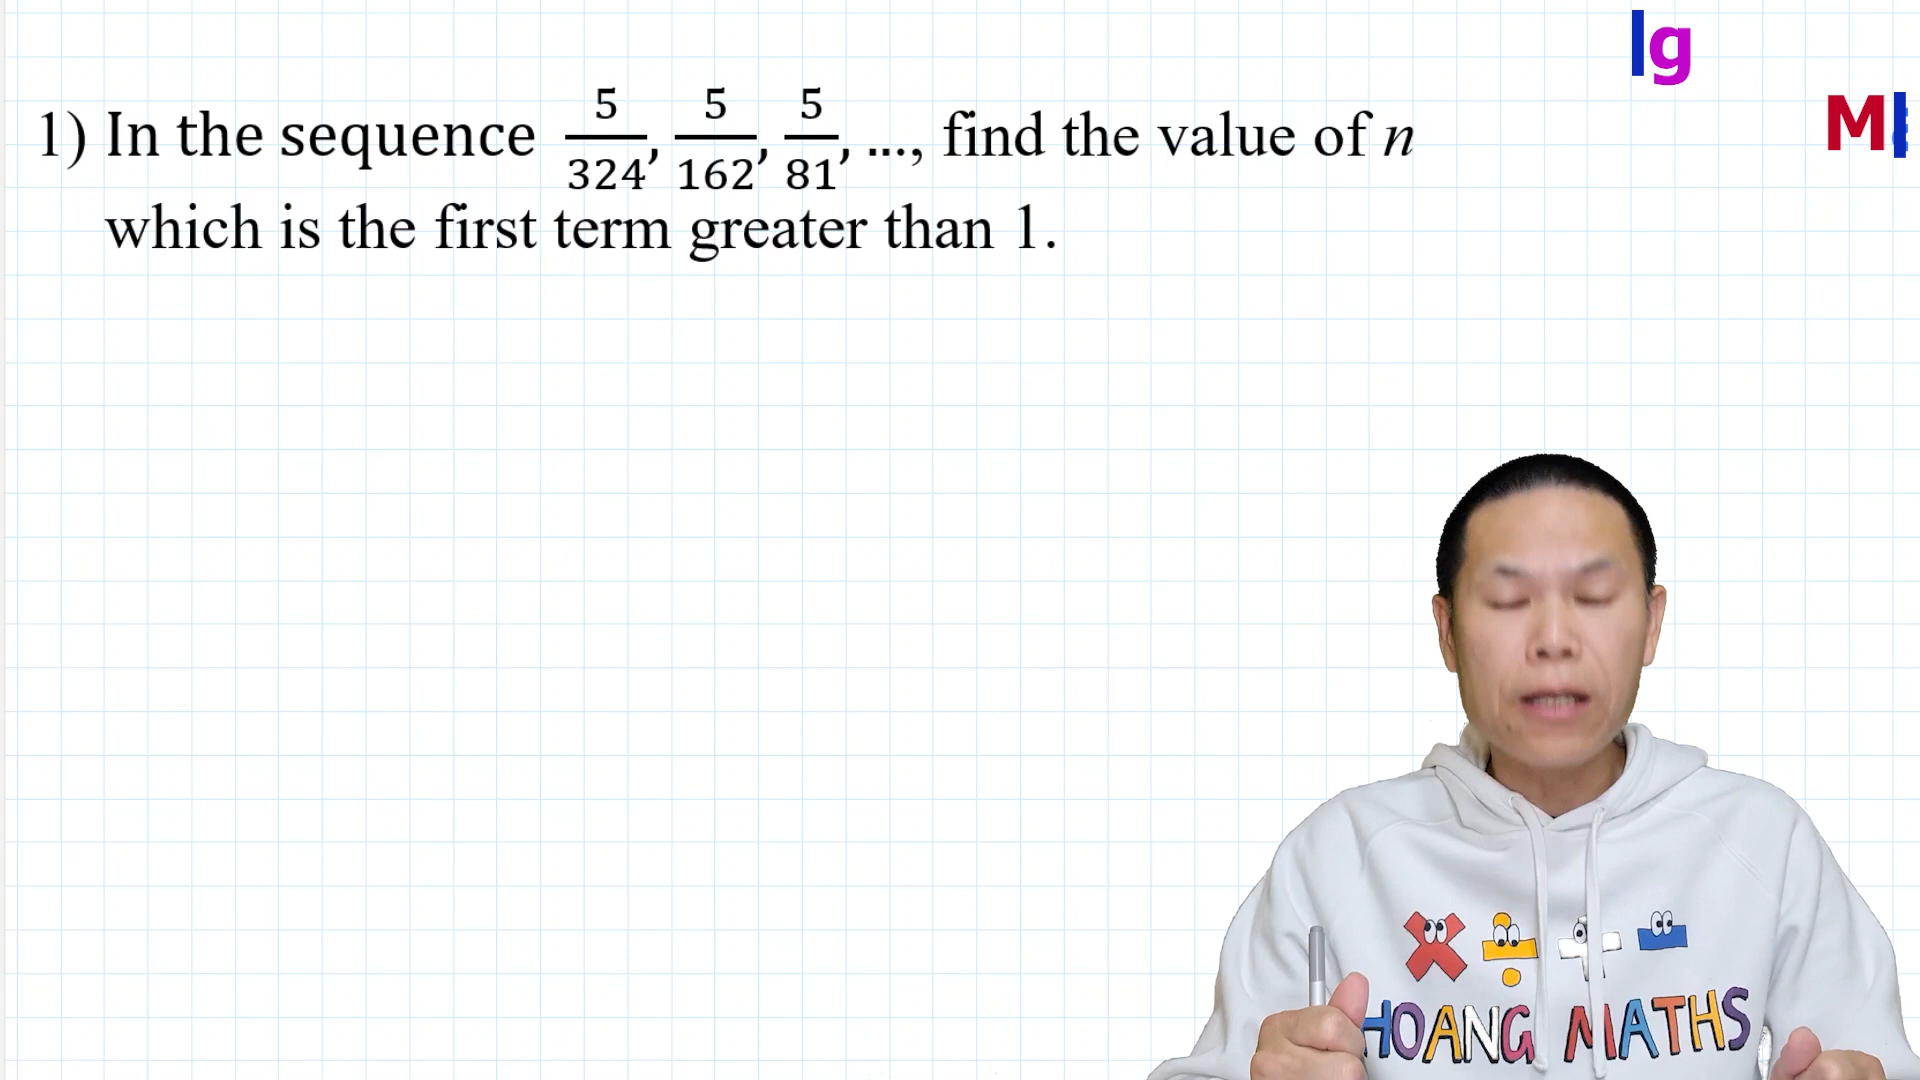 lg
Ml
1) In the sequence 5/324, 5/162, 5/81, ..., find the value of n
which is the first term greater than 1.
HOANG MATHS